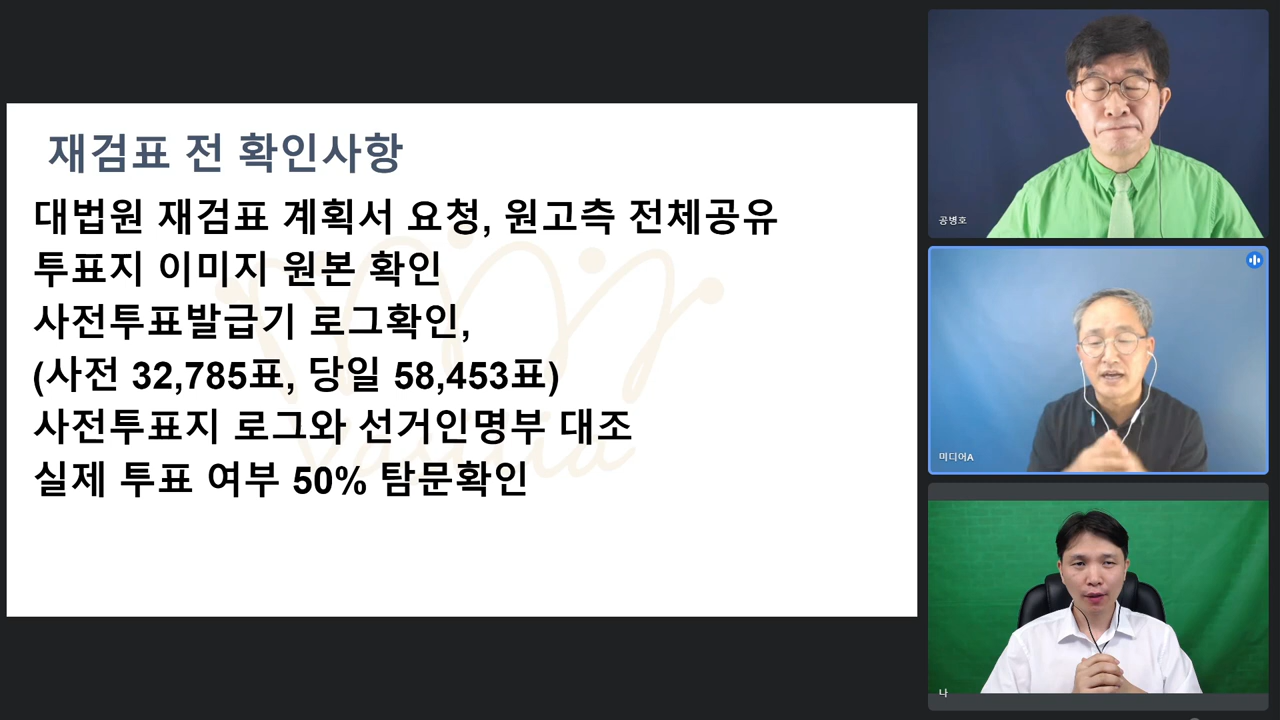 재검표 전 확인사항
대법원 재검표 계획서 요청, 원고측 전체공유
투표지 이미지 원본 확인
사전투표발급기 로그확인,
(사전 32,785표, 당일 58,453표)
사전투표지 로그와 선거인명부 대조
실제 투표 여부 50% 탐문확인
공병호
미디어A
나